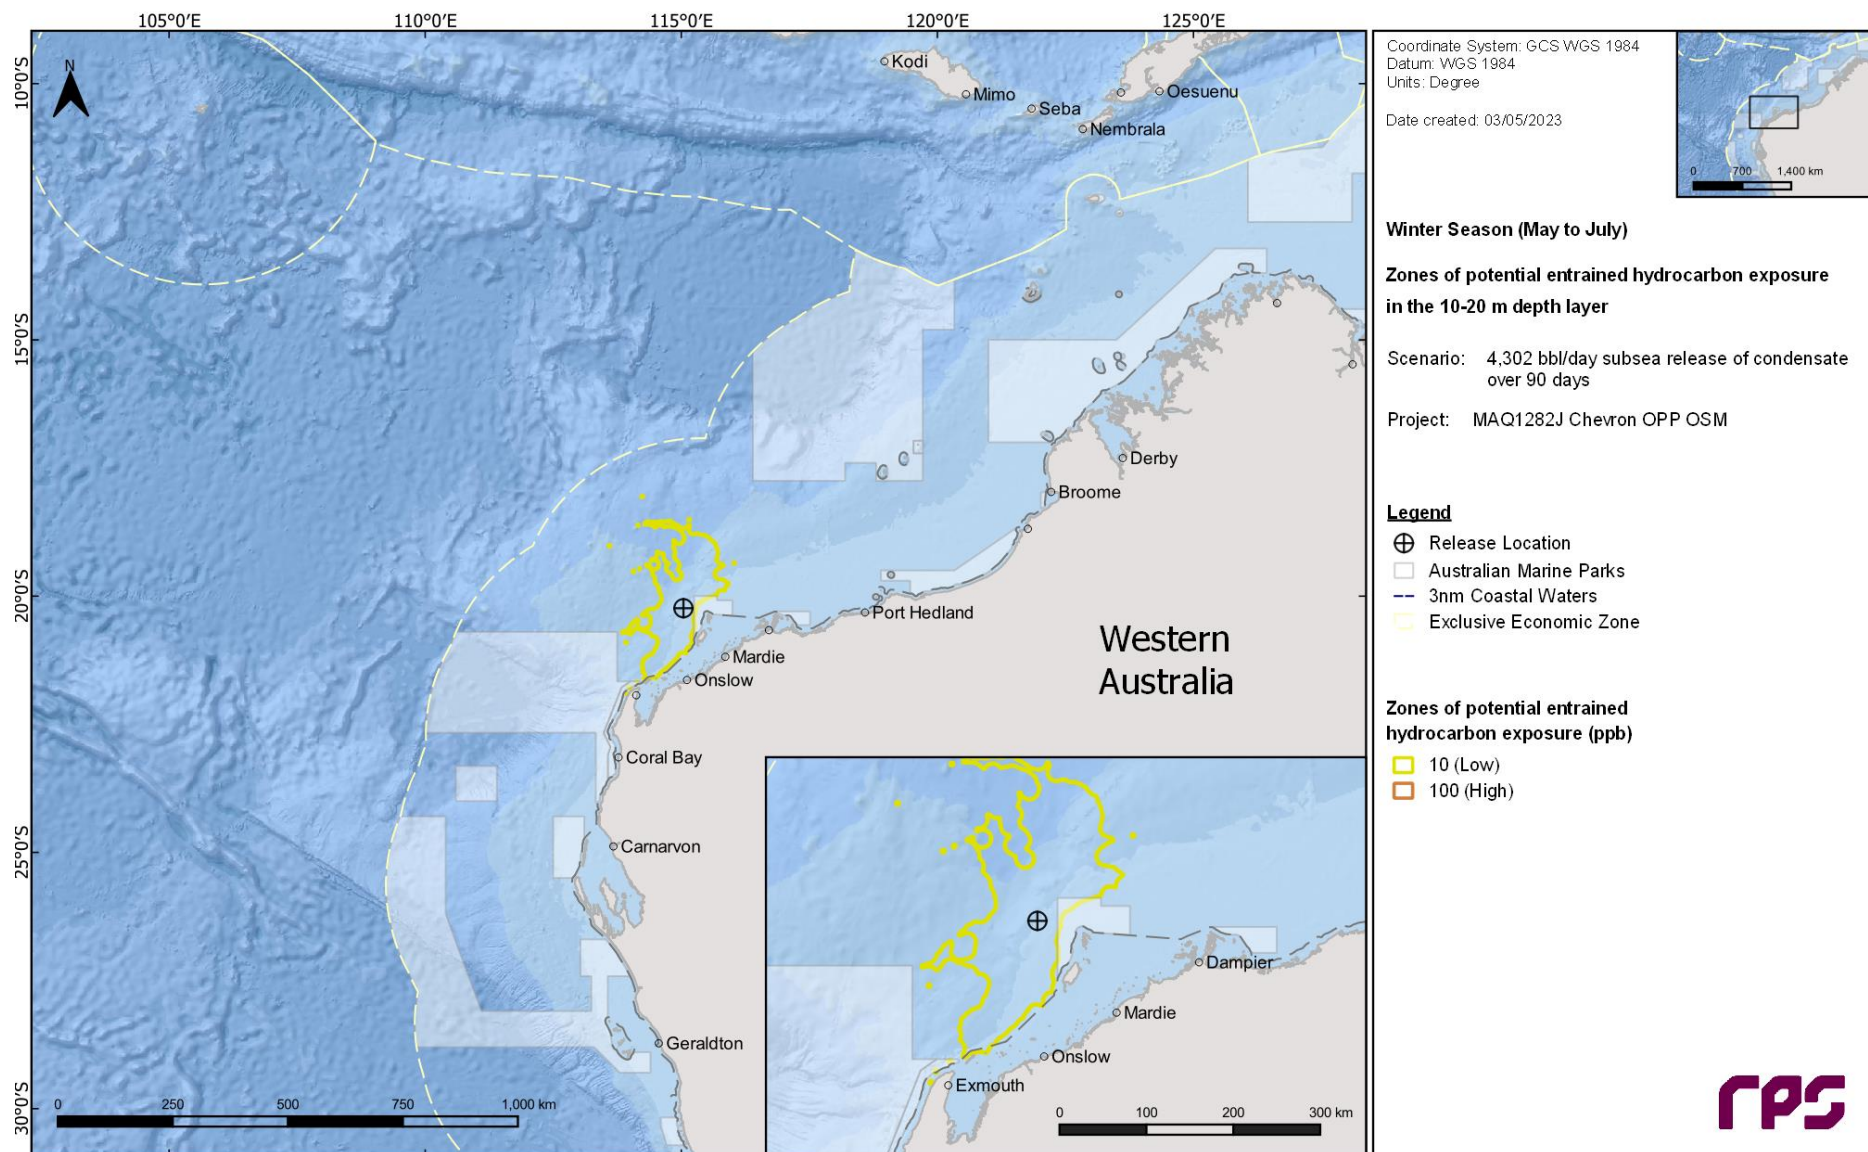 105°0'E 110°0'E 115°0'E 120°0'E 125°0'E
10°0'S
15°0'S
20°0'S
25°0'S
30°0'S
N
Kodi
Mimo
Seba
Oesuenu
Nembrala
Derby
Broome
Port Hedland
Mardie
Onslow
Coral Bay
Carnarvon
Geraldton
Western
Australia
0 250 500 750 1,000 km
Dampier
Mardie
Onslow
Exmouth
0 100 200 300 km
Coordinate System: GCS WGS 1984
Datum: WGS 1984
Units: Degree
Date created: 03/05/2023
0 700 1,400 km
Winter Season (May to July)
Zones of potential entrained hydrocarbon exposure
in the 10-20 m depth layer
Scenario: 4,302 bbl/day subsea release of condensate
over 90 days
Project: MAQ1282J Chevron OPP OSM
Legend
Release Location
Australian Marine Parks
3nm Coastal Waters
Exclusive Economic Zone
Zones of potential entrained
hydrocarbon exposure (ppb)
10 (Low)
100 (High)
rps